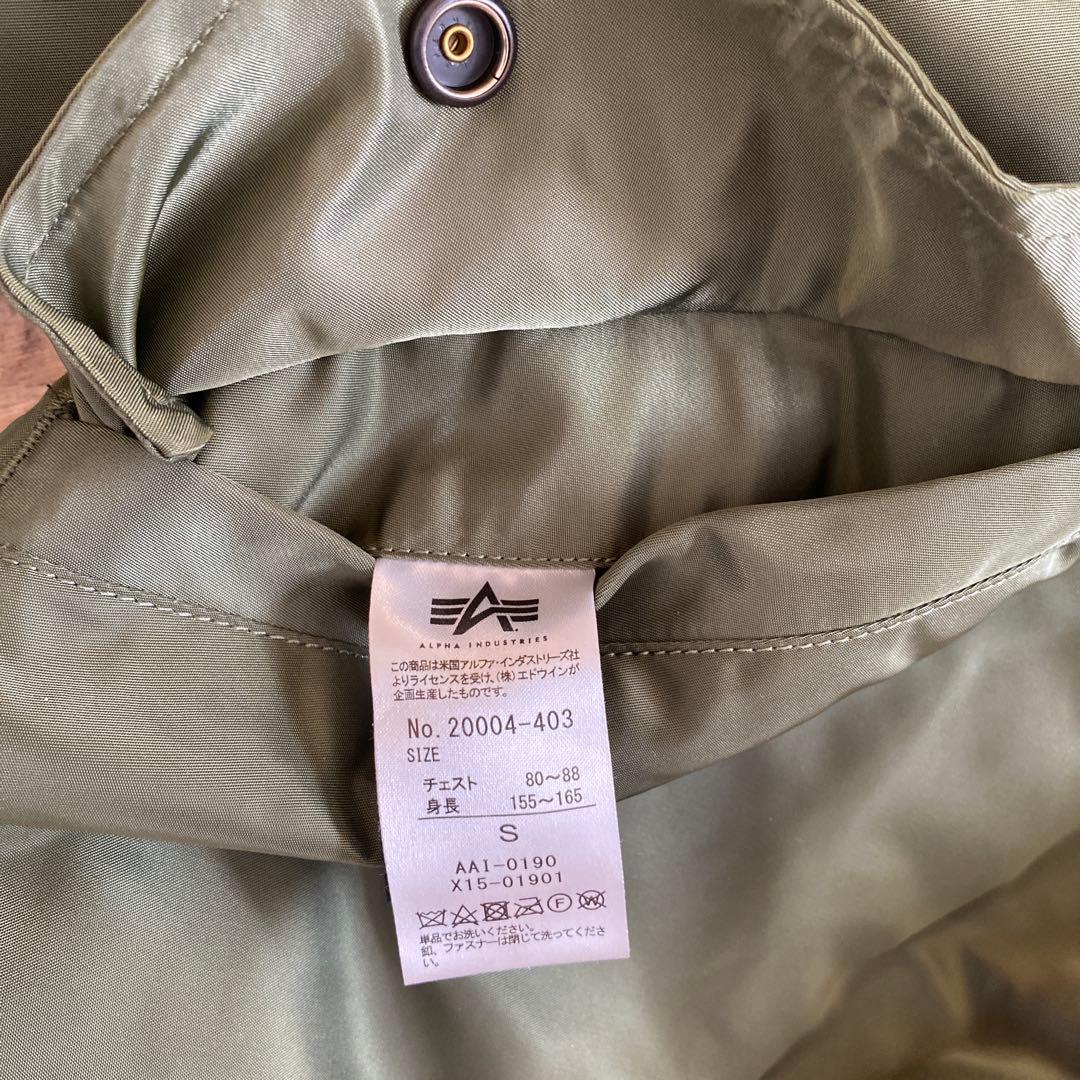 ALPHA INDUSTRIES
この商品は米国アルファ・インダストリーズ社
よりライセンスを受け、(株)エドウインが
企画生産したものです。
No. 20004-403
SIZE
チェスト 80〜88
身長 155〜165
S
AAI-0190
X15-01901
F W
単品でお洗いください。
釦、ファスナーは閉じて洗ってくださ
い。